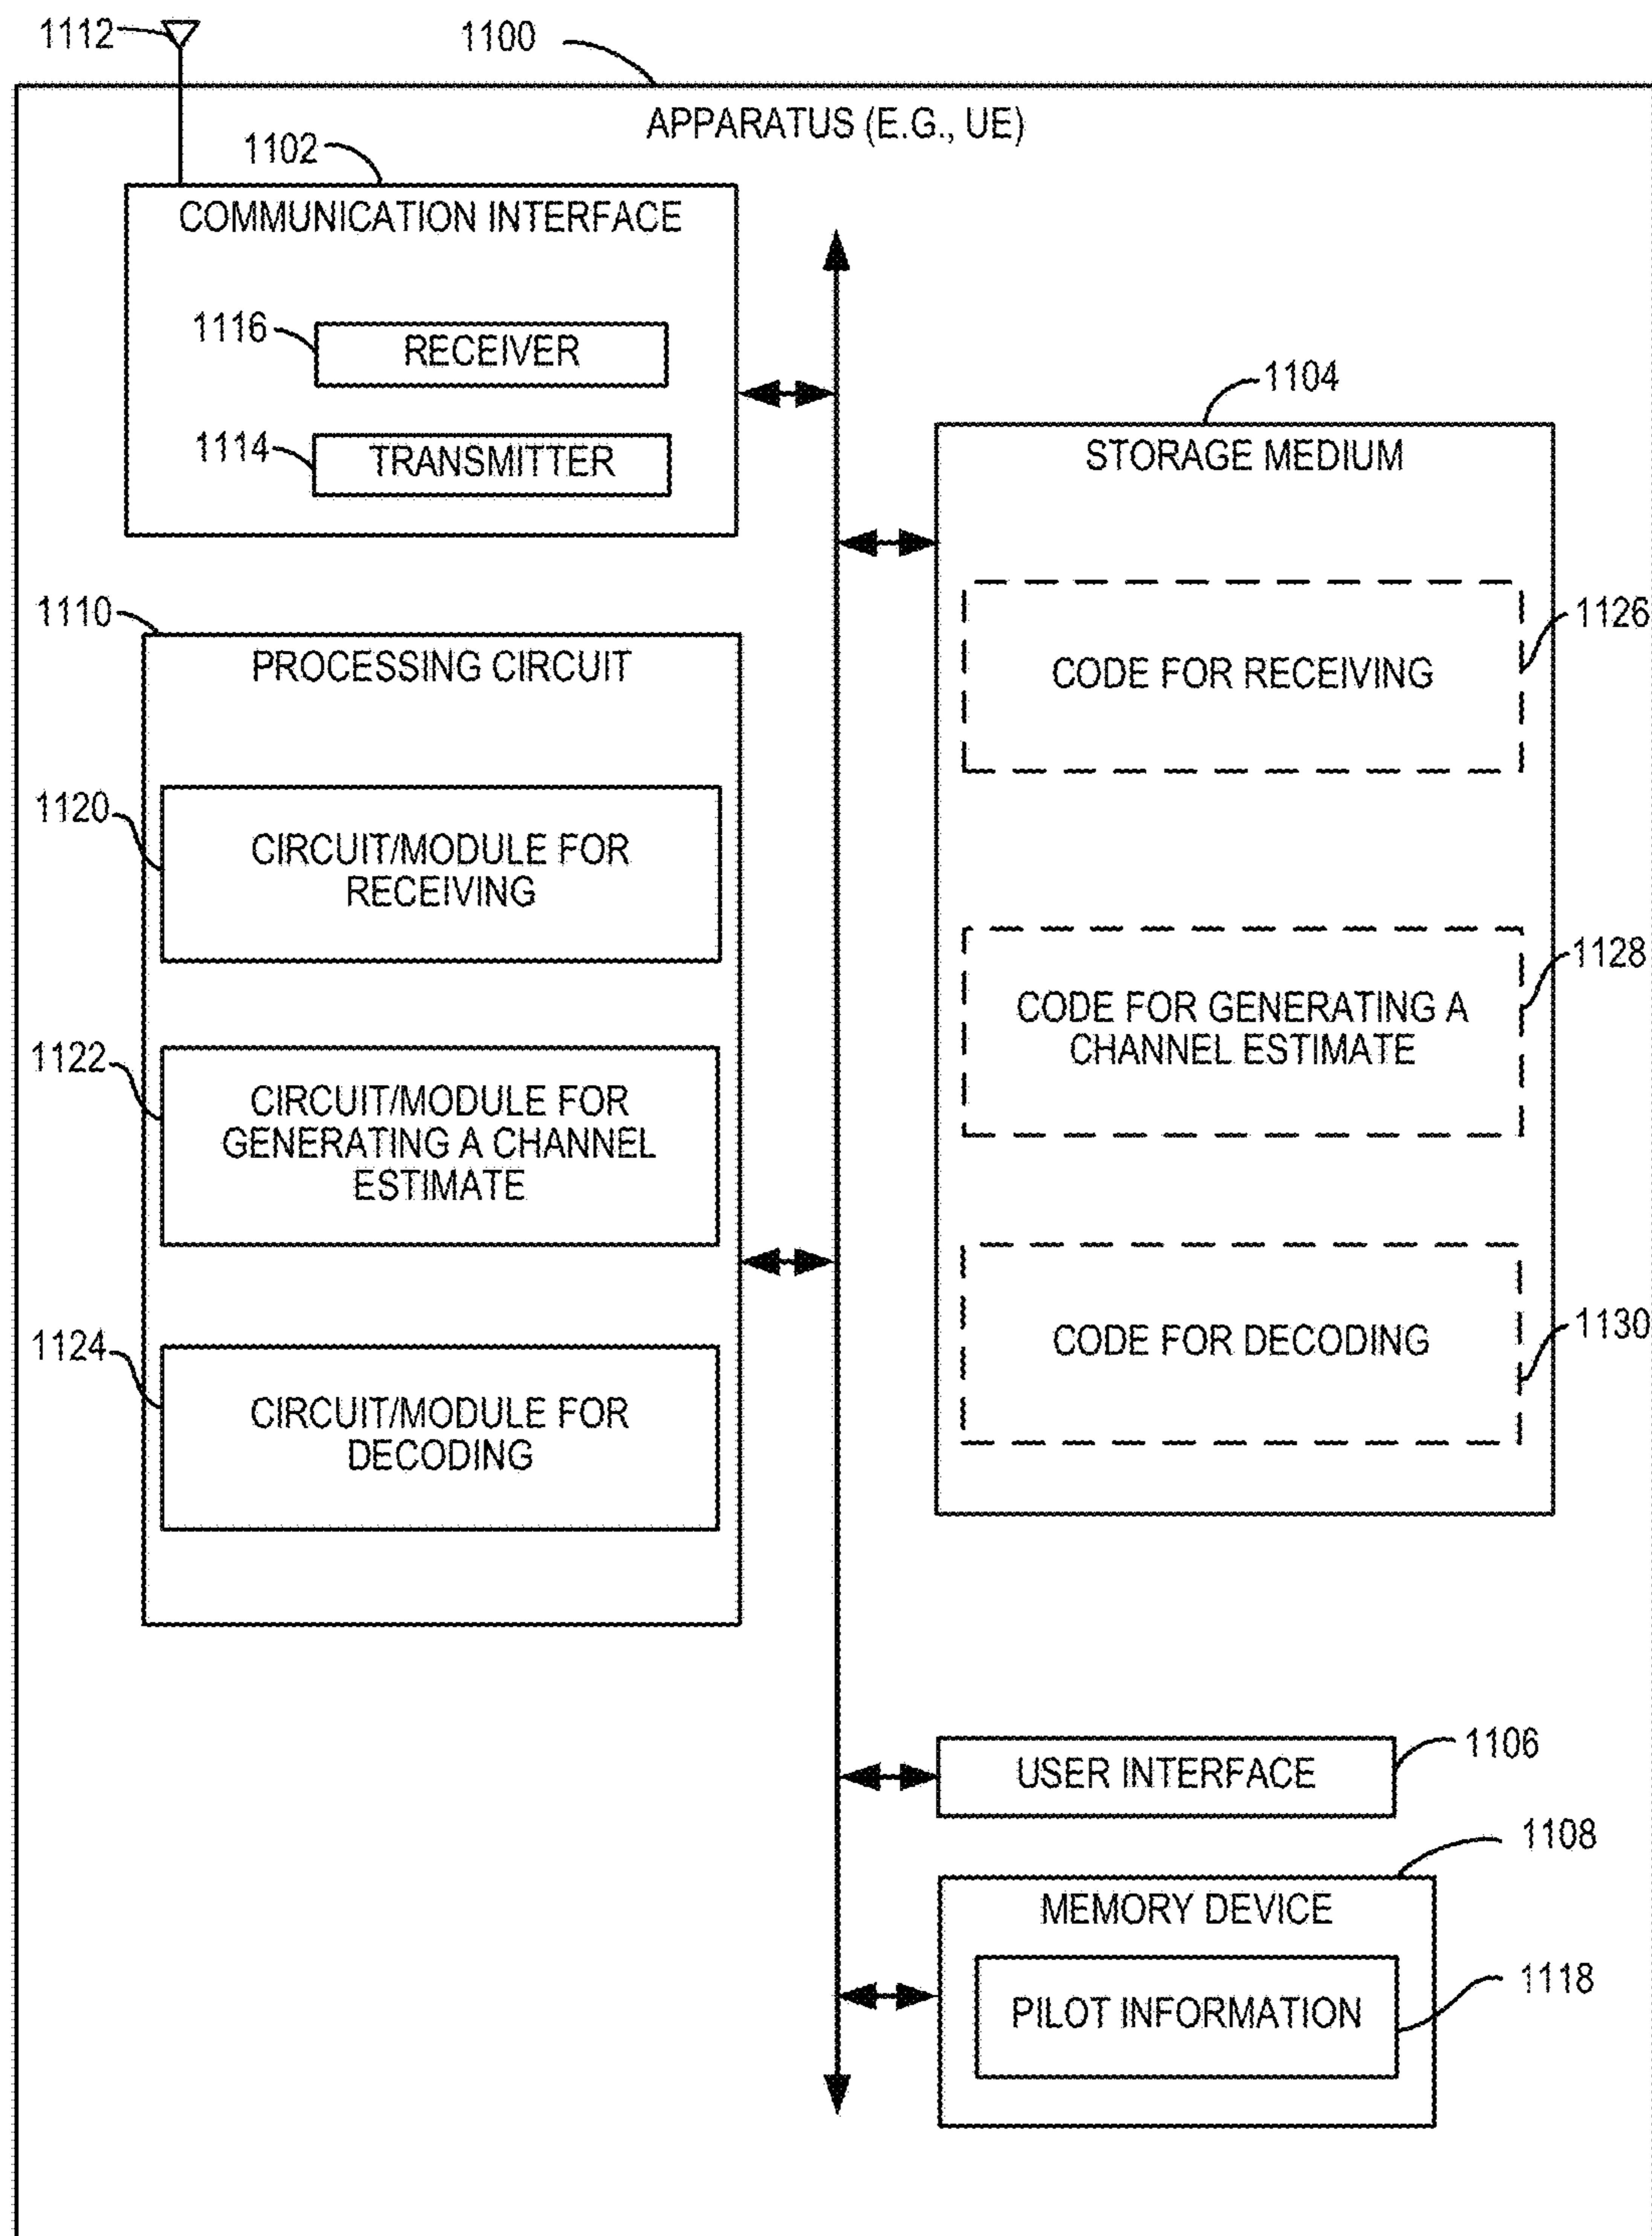 1112
1100
APPARATUS (E.G., UE)
1102
COMMUNICATION INTERFACE
1116
RECEIVER
1114
TRANSMITTER
1104
STORAGE MEDIUM
1126
CODE FOR RECEIVING
1128
CODE FOR GENERATING A
CHANNEL ESTIMATE
1130
CODE FOR DECODING
1110
PROCESSING CIRCUIT
1120
CIRCUIT/MODULE FOR
RECEIVING
1122
CIRCUIT/MODULE FOR
GENERATING A CHANNEL
ESTIMATE
1124
CIRCUIT/MODULE FOR
DECODING
1106
USER INTERFACE
1108
MEMORY DEVICE
1118
PILOT INFORMATION